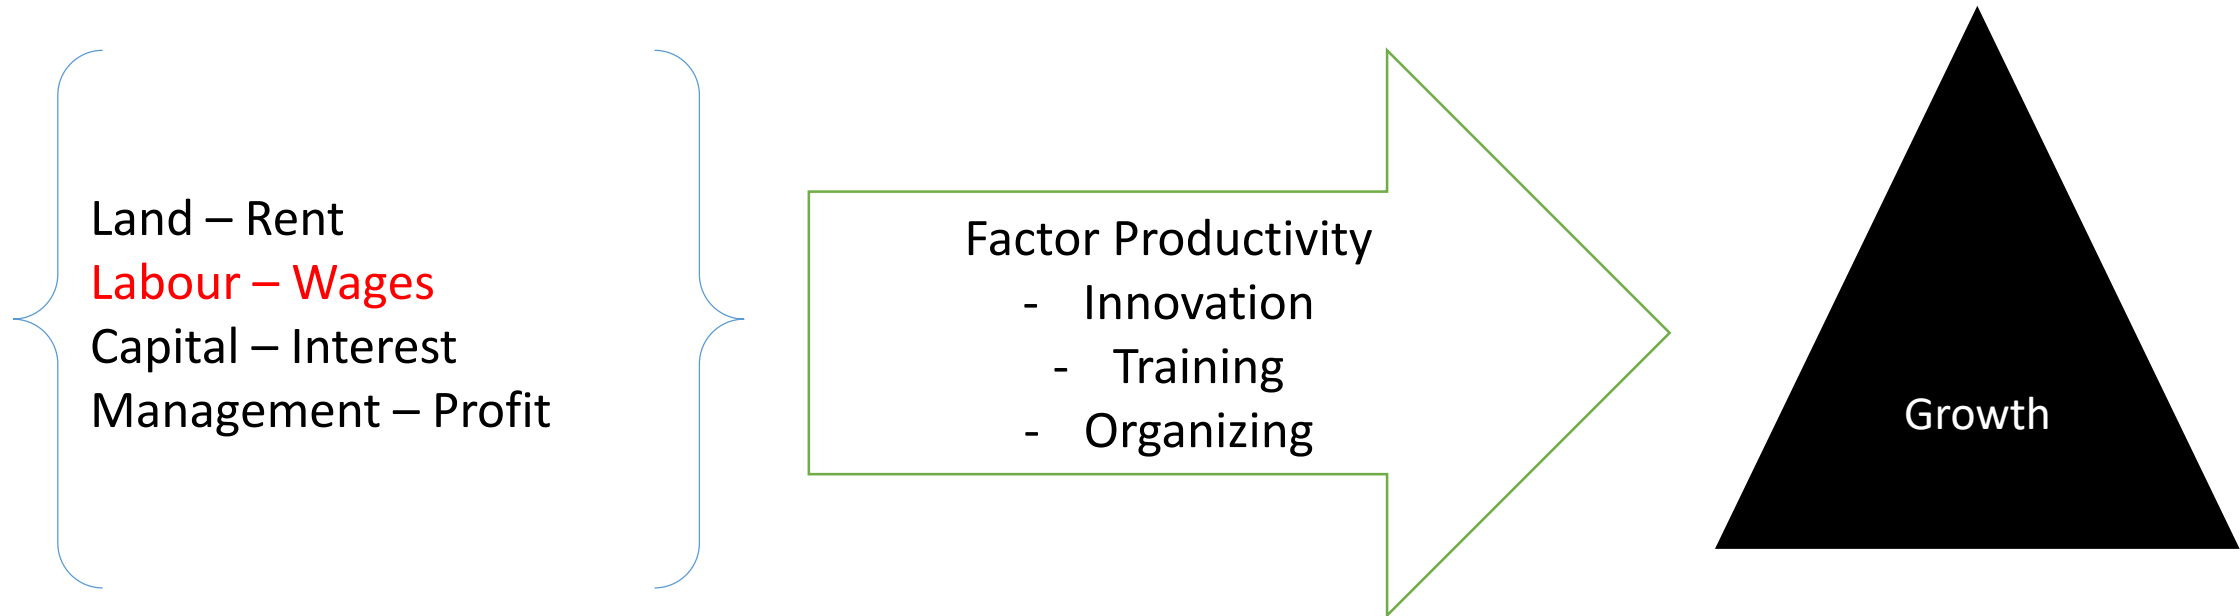 Land – Rent
Labour – Wages
Capital – Interest
Management – Profit
Factor Productivity
- Innovation
- Training
- Organizing
Growth